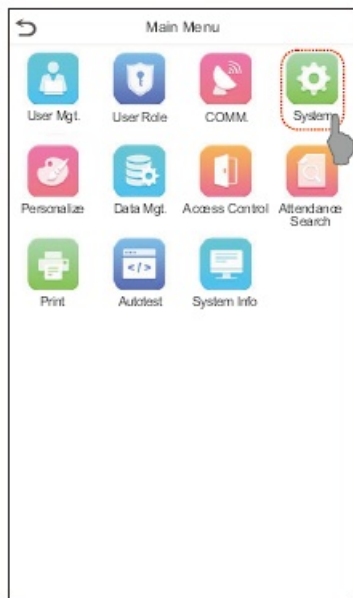 Main Menu
User Mgt.
User Role
COMM.
System
Personalize
Data Mgt.
Access Control
Attendance
Search
Print
Autotest
System Info